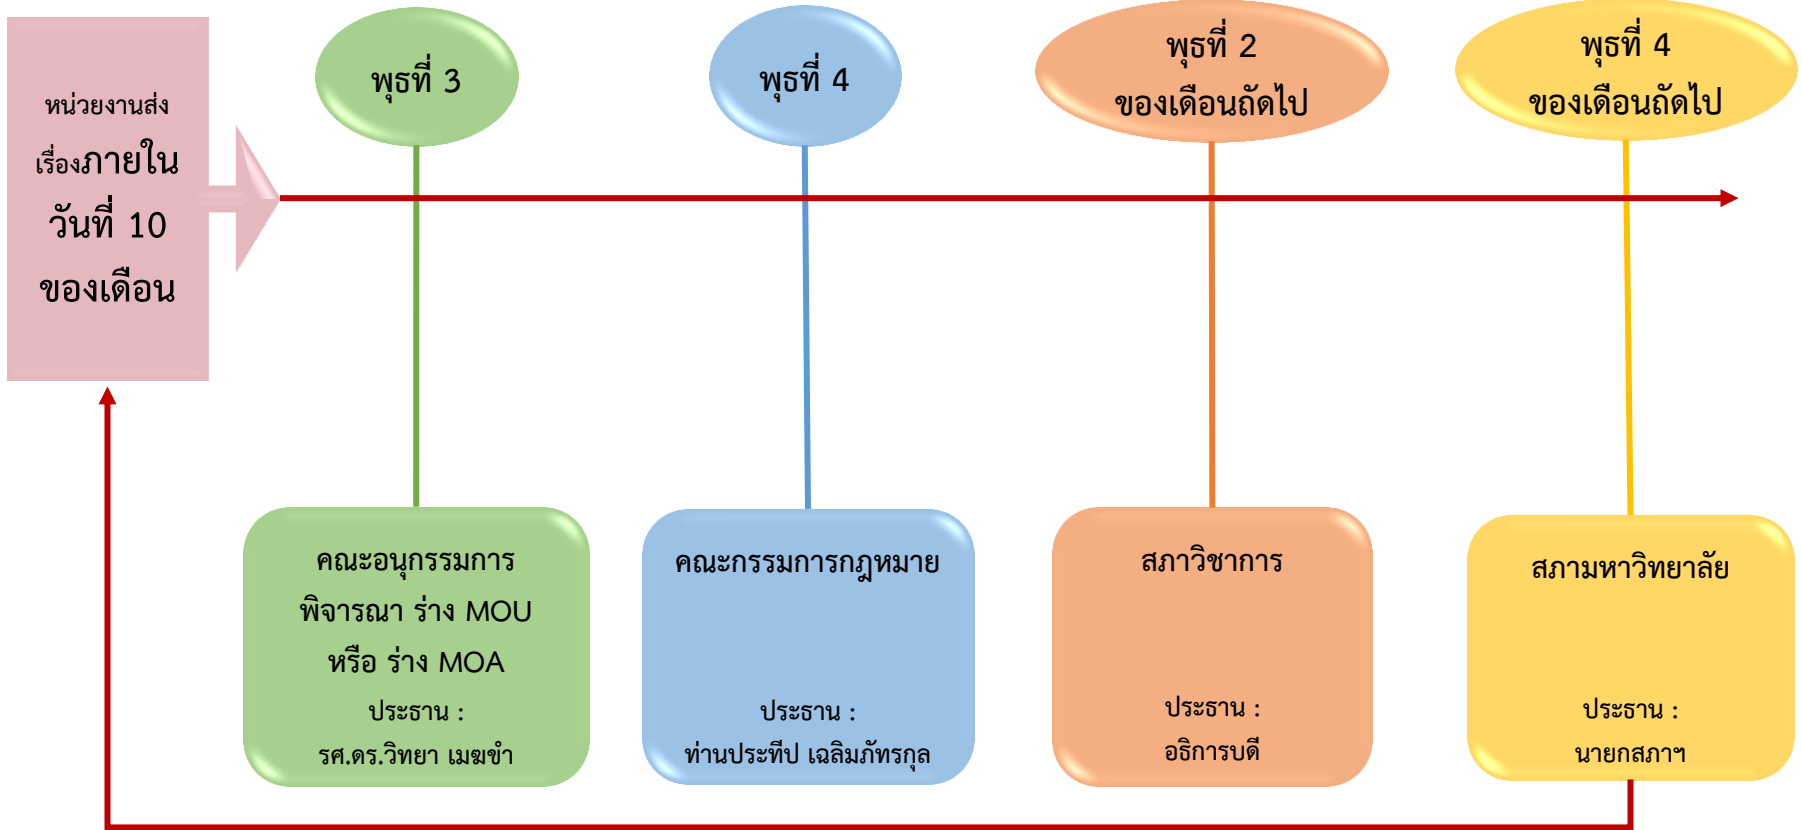 หน่วยงานส่ง
เรื่องภายใน
วันที่ 10
ของเดือน
พุธที่ 3
พุธที่ 4
พุธที่ 2
ของเดือนถัดไป
พุธที่ 4
ของเดือนถัดไป
คณะอนุกรรมการ
พิจารณา ร่าง MOU
หรือ ร่าง MOA
ประธาน :
รศ.ดร.วิทยา เมฆขำ
คณะกรรมการกฎหมาย
ประธาน :
ท่านประทีป เฉลิมภัทรกุล
สภาวิชาการ
ประธาน :
อธิการบดี
สภามหาวิทยาลัย
ประธาน :
นายกสภาฯ